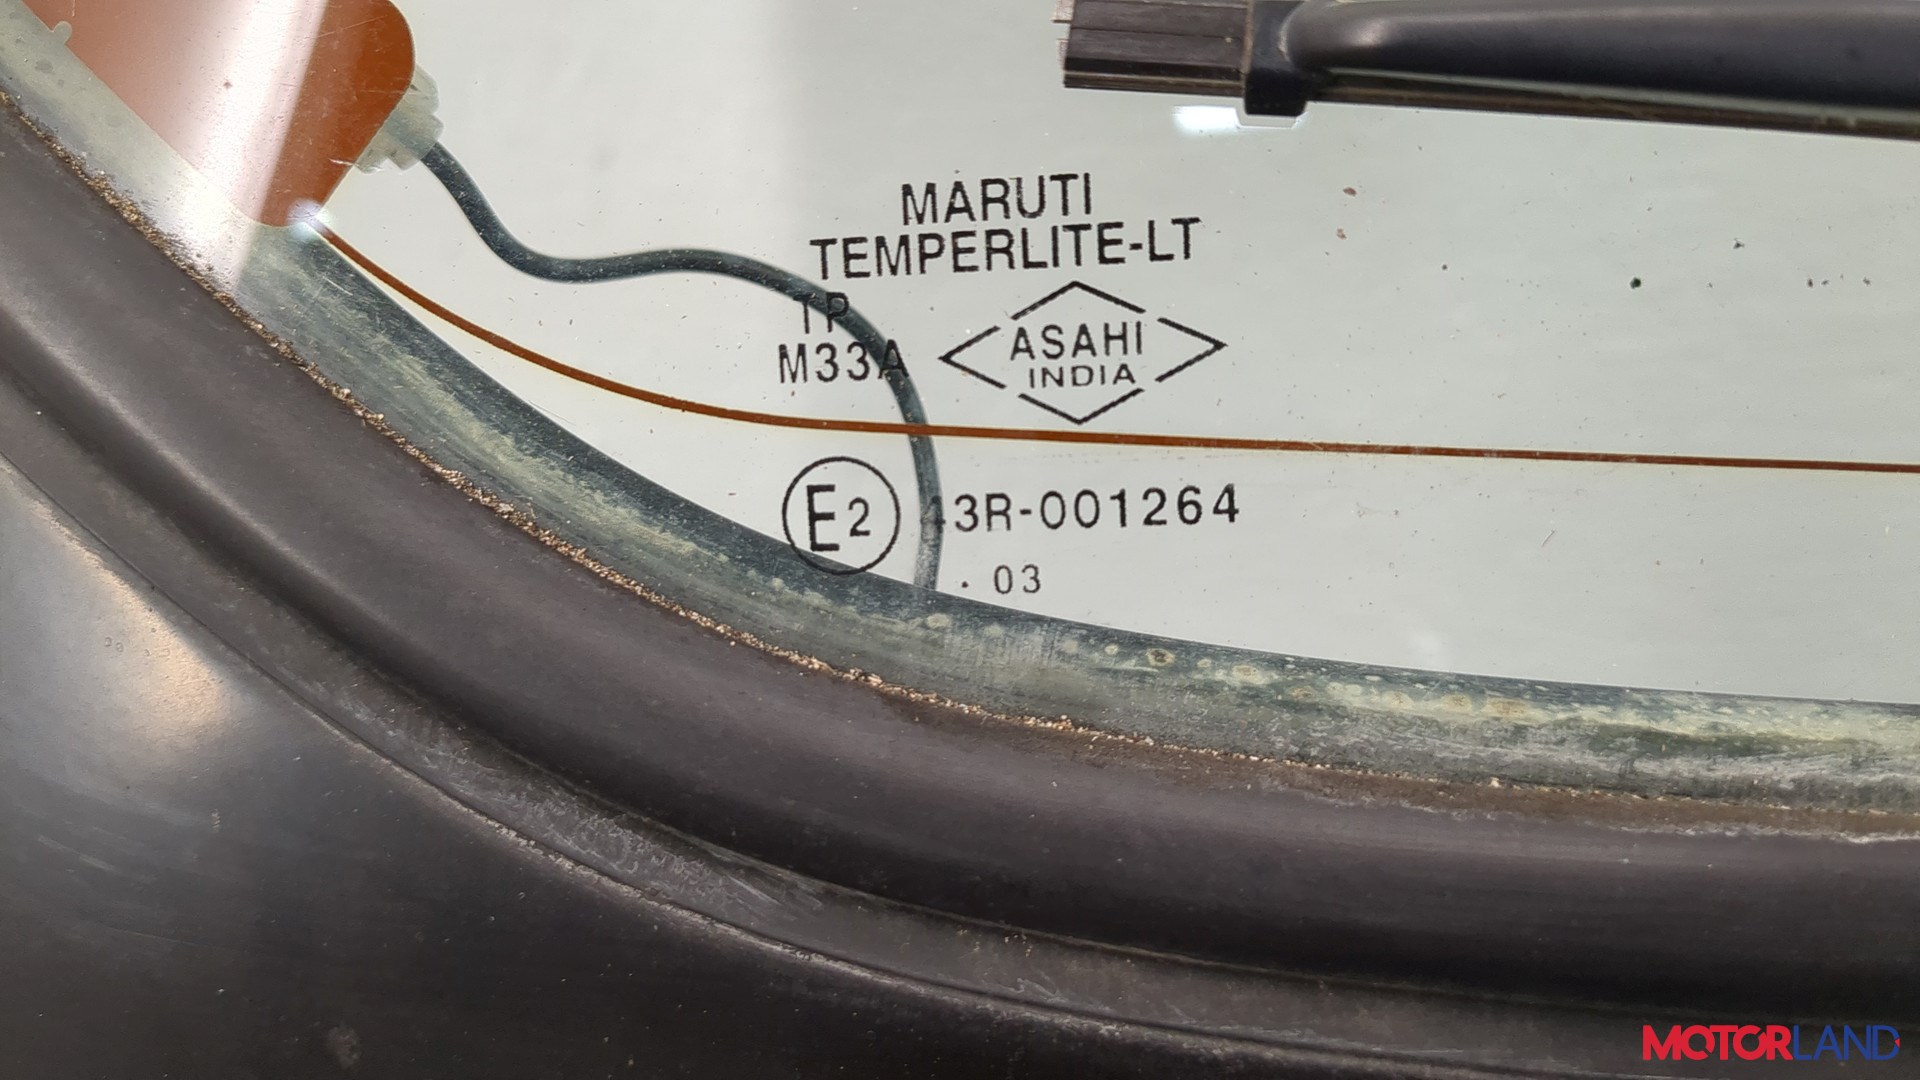 MARUTI
TEMPERLITE-LT
TP
M33A
ASAHI
INDIA
E2 43R-001264
. 03
MOTORLAND